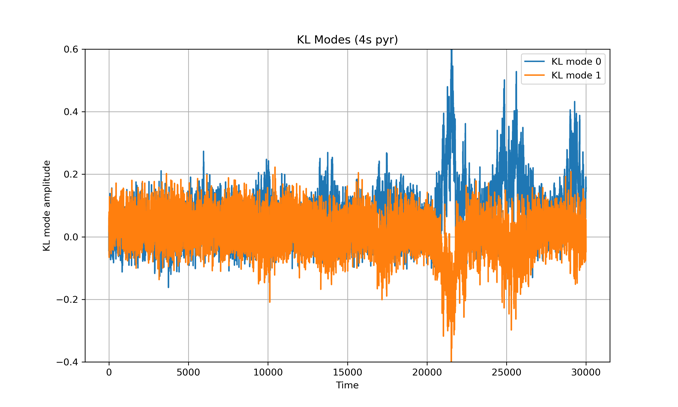 KL Modes (4s pyr)
KL mode 0
KL mode 1
KL mode amplitude
0.6
0.4
0.2
0.0
−0.2
−0.4
0 5000 10000 15000 20000 25000 30000
Time